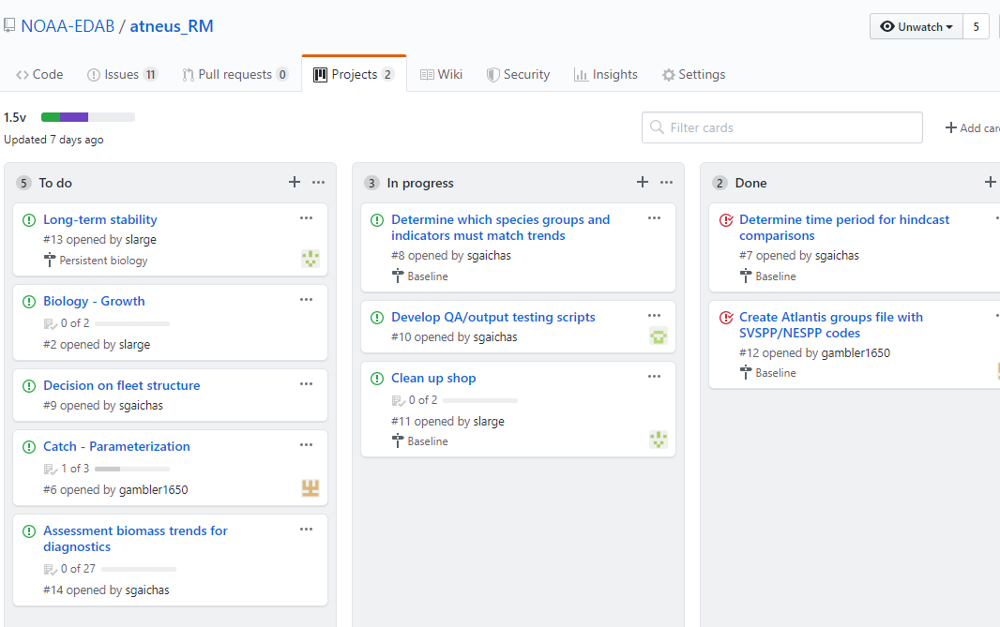 NOAA-EDAB / atneus_RM
Unwatch 5
Code Issues 11 Pull requests 0 Projects 2 Wiki Security Insights Settings
1.5v
Updated 7 days ago
Filter cards
Add car
5 To do
Long-term stability
#13 opened by slarge
Persistent biology
Biology - Growth
0 of 2
#2 opened by slarge
Decision on fleet structure
#9 opened by sgaichas
Catch - Parameterization
1 of 3
#6 opened by gambler1650
Assessment biomass trends for
diagnostics
0 of 27
#14 opened by sgaichas
3 In progress
Determine which species groups and
indicators must match trends
#8 opened by sgaichas
Baseline
Develop QA/output testing scripts
#10 opened by sgaichas
Clean up shop
0 of 2
#11 opened by slarge
Baseline
2 Done
Determine time period for hindcast
comparisons
#7 opened by sgaichas
Baseline
Create Atlantis groups file with
SVSPP/NESPP codes
#12 opened by gambler1650
Baseline